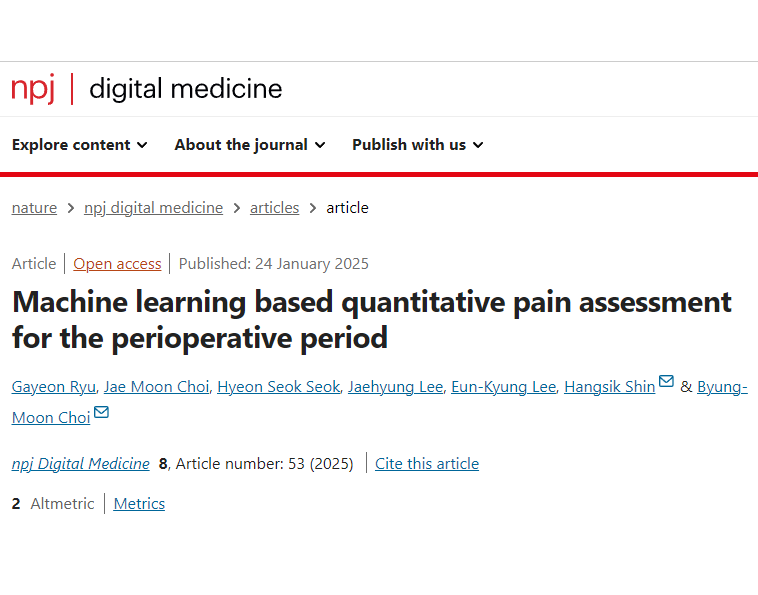 npj | digital medicine
Explore content About the journal Publish with us
nature > npj digital medicine > articles > article
Article | Open access | Published: 24 January 2025
Machine learning based quantitative pain assessment
for the perioperative period
Gayeon Ryu, Jae Moon Choi, Hyeon Seok Seok, Jaehyung Lee, Eun-Kyung Lee, Hangsik Shin & Byung-
Moon Choi
npj Digital Medicine 8, Article number: 53 (2025) | Cite this article
2 Altmetric | Metrics